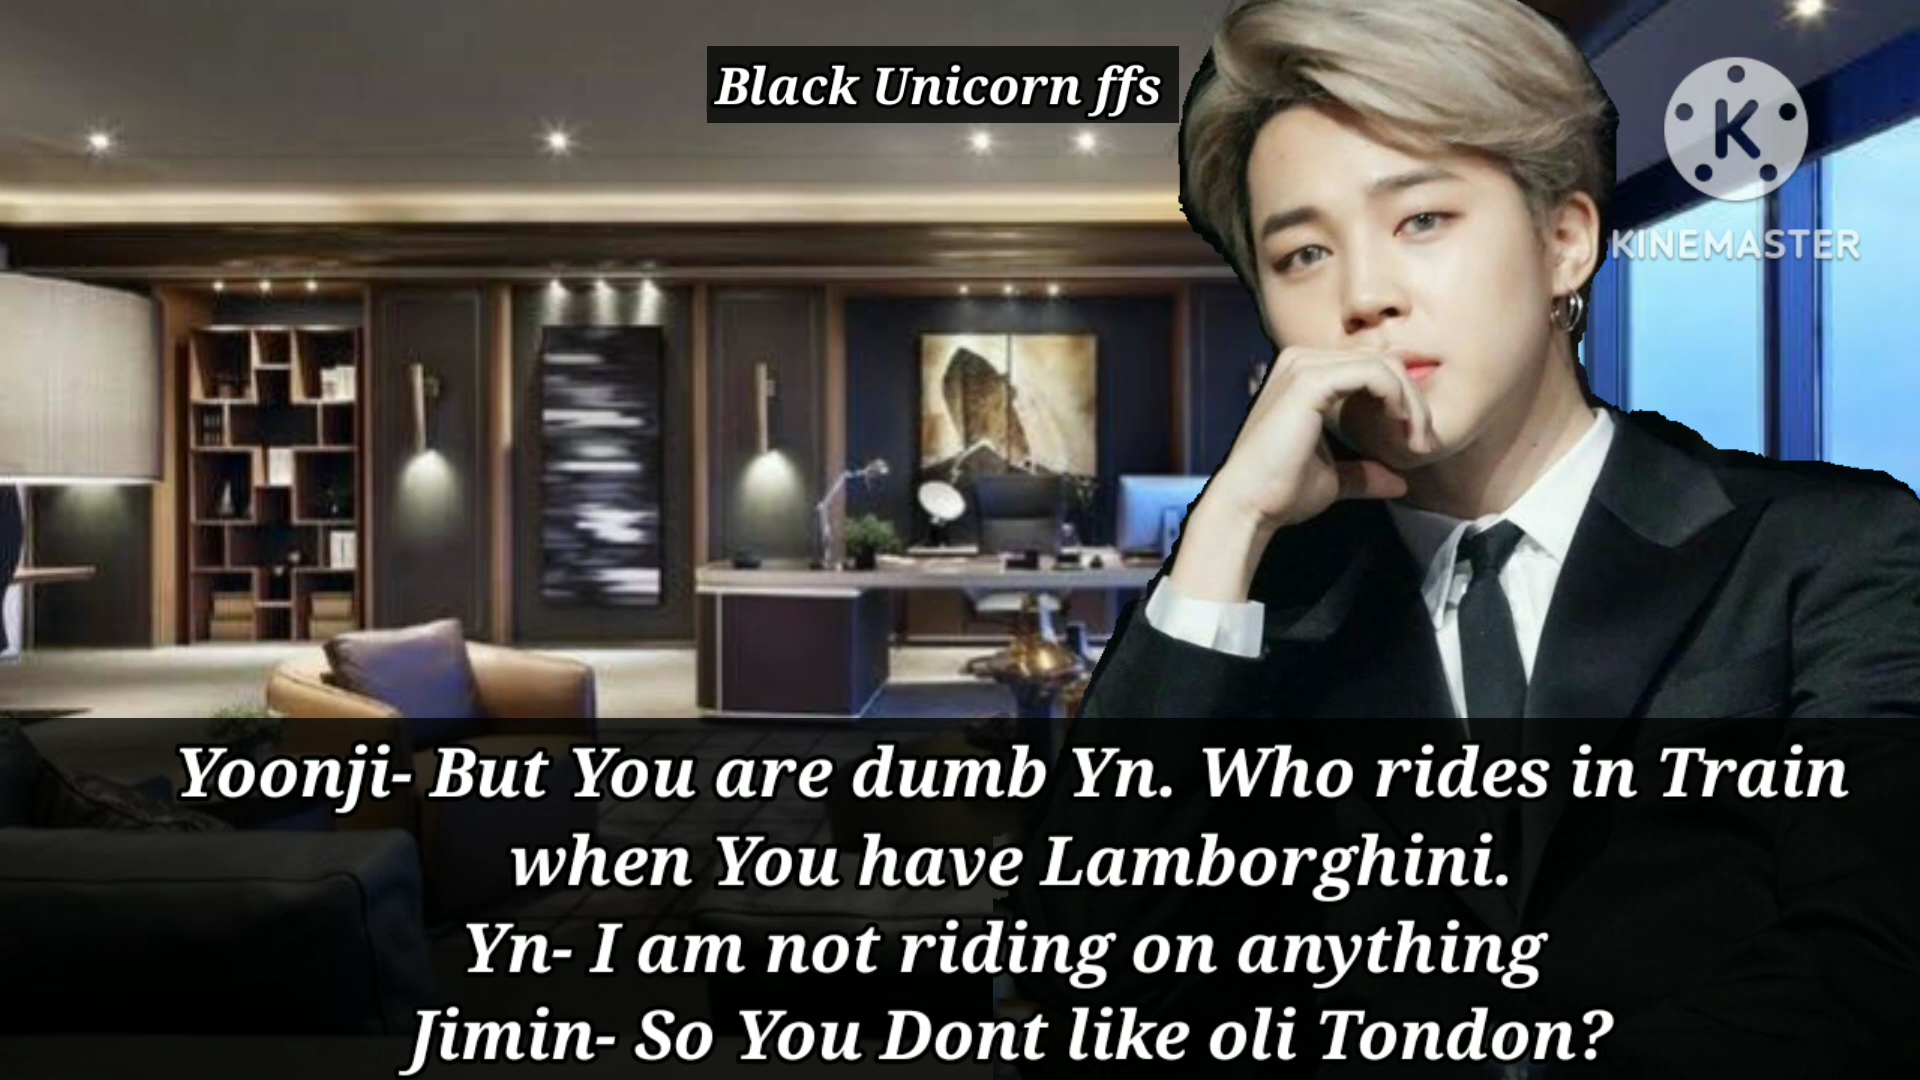 Black Unicorn ffs
K
KINEMASTER
Yoonji- But You are dumb Yn. Who rides in Train
when You have Lamborghini.
Yn- I am not riding on anything
Jimin- So You Dont like oli Tondon?